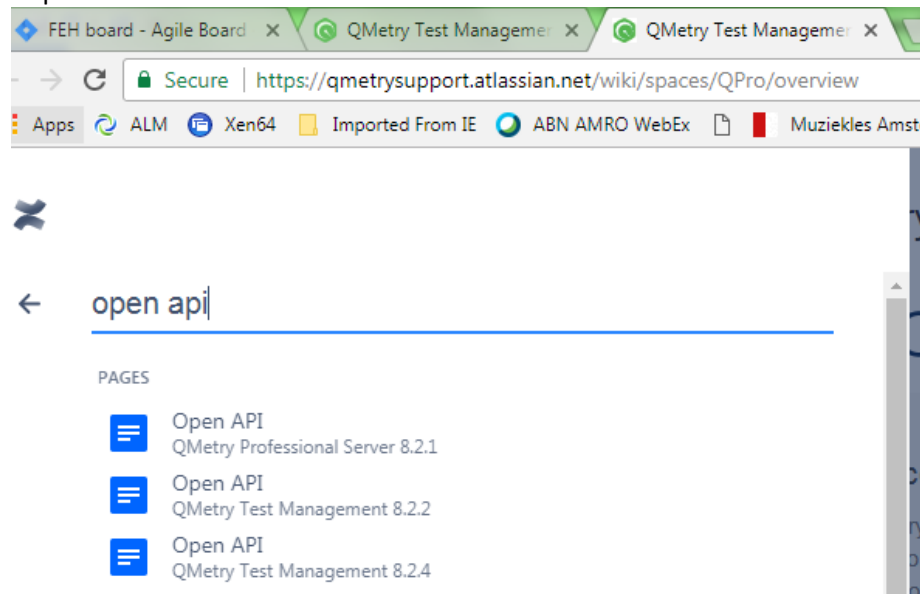 FEH board - Agile Board
QMetry Test Managemer
QMetry Test Managemer
Secure | https://qmetrysupport.atlassian.net/wiki/spaces/QPro/overview
Apps ALM Xen64 Imported From IE ABN AMRO WebEx Muziekles Amst
open api
PAGES
Open API
QMetry Professional Server 8.2.1
Open API
QMetry Test Management 8.2.2
Open API
QMetry Test Management 8.2.4